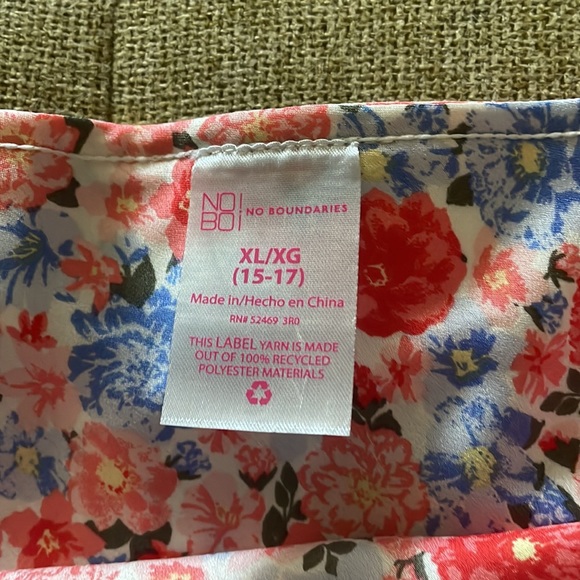 NO!
BO! NO BOUNDARIES
XL/XG
(15-17)
Made in/Hecho en China
RN# 52469 3R0
THIS LABEL YARN IS MADE
OUT OF 100% RECYCLED
POLYESTER MATERIALS